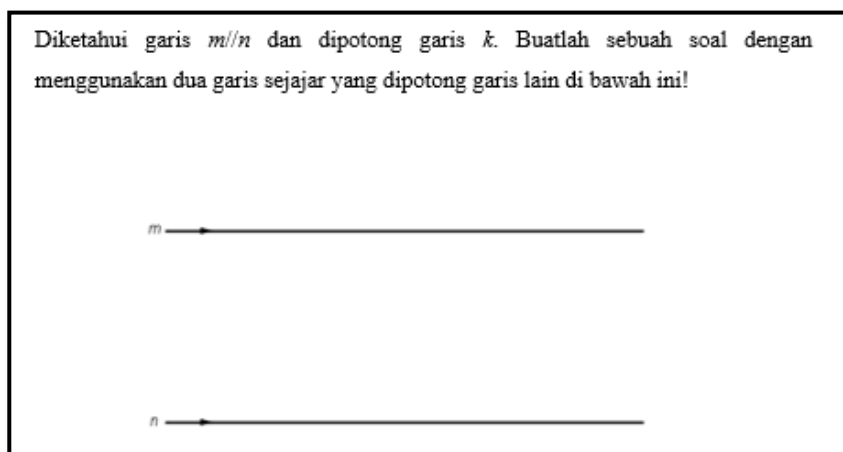 Diketahui garis m//n dan dipotong garis k. Buatlah sebuah soal dengan
menggunakan dua garis sejajar yang dipotong garis lain di bawah ini!
m
n